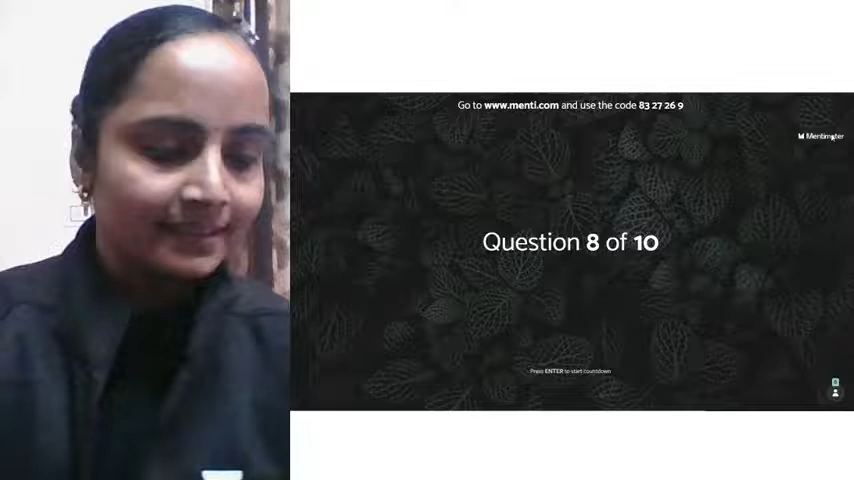 Go to www.menti.com and use the code 83 27 26 9
Mentimeter
Question 8 of 10
Press ENTER to start countdown